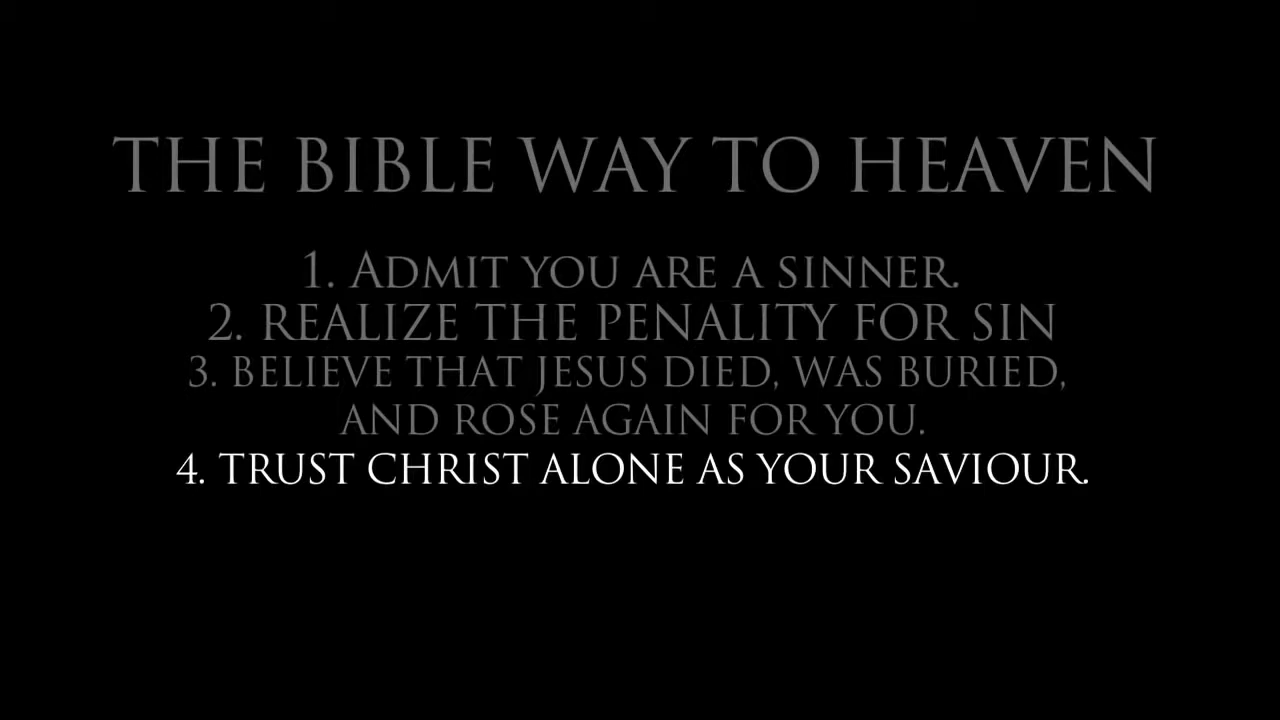 THE BIBLE WAY TO HEAVEN
1. ADMIT YOU ARE A SINNER.
2. REALIZE THE PENALITY FOR SIN
3. BELIEVE THAT JESUS DIED, WAS BURIED,
AND ROSE AGAIN FOR YOU.
4. TRUST CHRIST ALONE AS YOUR SAVIOUR.